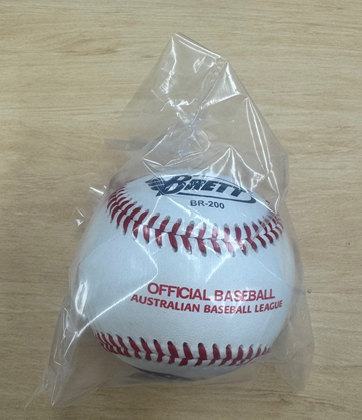 BRETT
BR-200
OFFICIAL BASEBALL
AUSTRALIAN BASEBALL LEAGUE